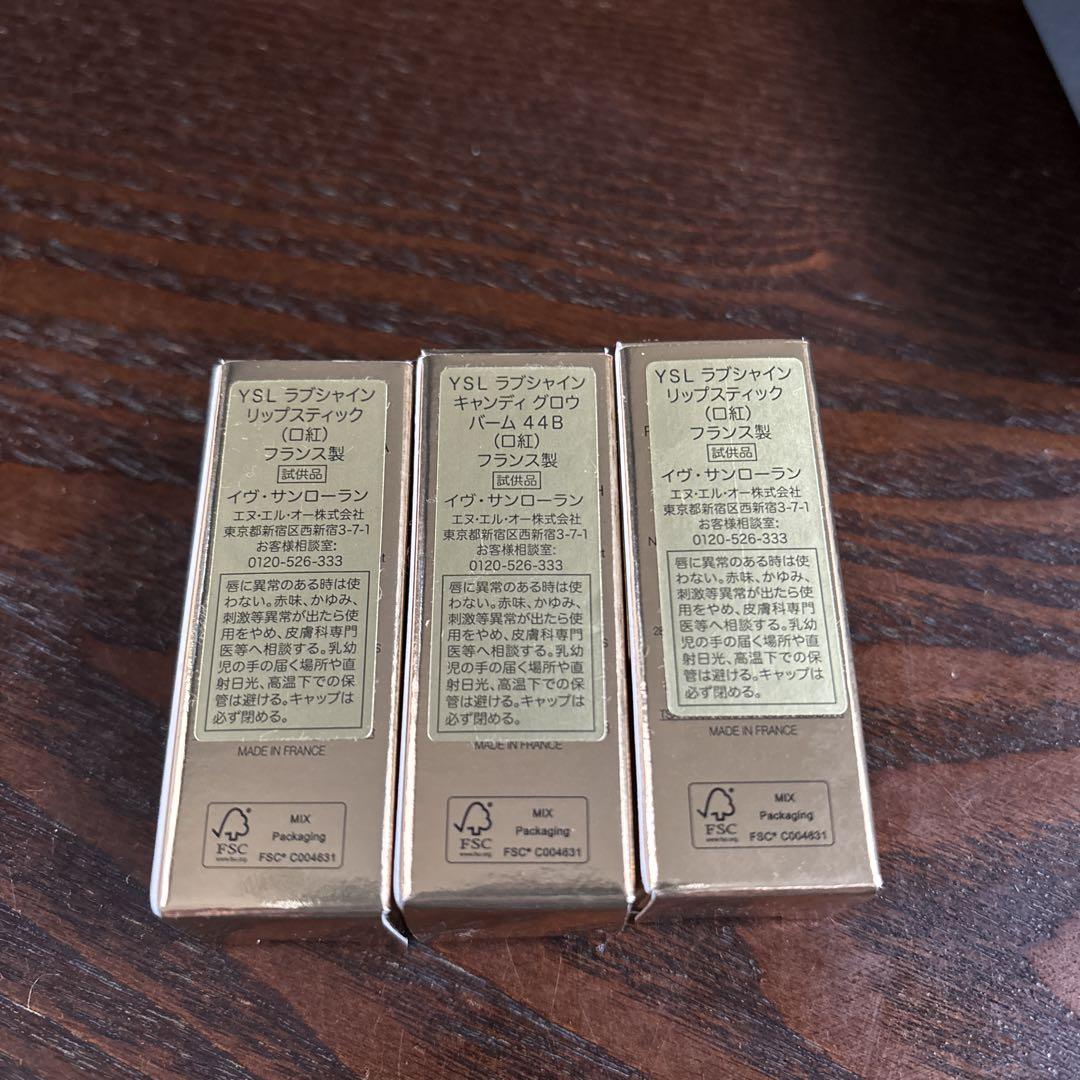 YSL ラブシャイン
リップスティック
(口紅)
フランス製
試供品
イヴ・サンローラン
エヌ・エル・オー株式会社
東京都新宿区西新宿3-7-1
お客様相談室:
0120-526-333
唇に異常のある時は使
わない。赤味、かゆみ、
刺激等異常が出たら使
用をやめ、皮膚科専門
医等へ相談する。乳幼
児の手の届く場所や直
射日光、高温下での保
管は避ける。キャップは
必ず閉める。
MADE IN FRANCE
FSC
www.fsc.org
MIX
Packaging
FSC® C004631
YSL ラブシャイン
キャンディ グロウ
バーム 44B
(口紅)
フランス製
試供品
イヴ・サンローラン
エヌ・エル・オー株式会社
東京都新宿区西新宿3-7-1
お客様相談室:
0120-526-333
唇に異常のある時は使
わない。赤味、かゆみ、
刺激等異常が出たら使
用をやめ、皮膚科専門
医等へ相談する。乳幼
児の手の届く場所や直
射日光、高温下での保
管は避ける。キャップは
必ず閉める。
MADE IN FRANCE
FSC
www.fsc.org
MIX
Packaging
FSC® C004631
YSL ラブシャイン
リップスティック
(口紅)
フランス製
試供品
イヴ・サンローラン
エヌ・エル・オー株式会社
東京都新宿区西新宿3-7-1
お客様相談室:
0120-526-333
唇に異常のある時は使
わない。赤味、かゆみ、
刺激等異常が出たら使
用をやめ、皮膚科専門
医等へ相談する。乳幼
児の手の届く場所や直
射日光、高温下での保
管は避ける。キャップは
必ず閉める。
MADE IN FRANCE
FSC
www.fsc.org
MIX
Packaging
FSC® C004631